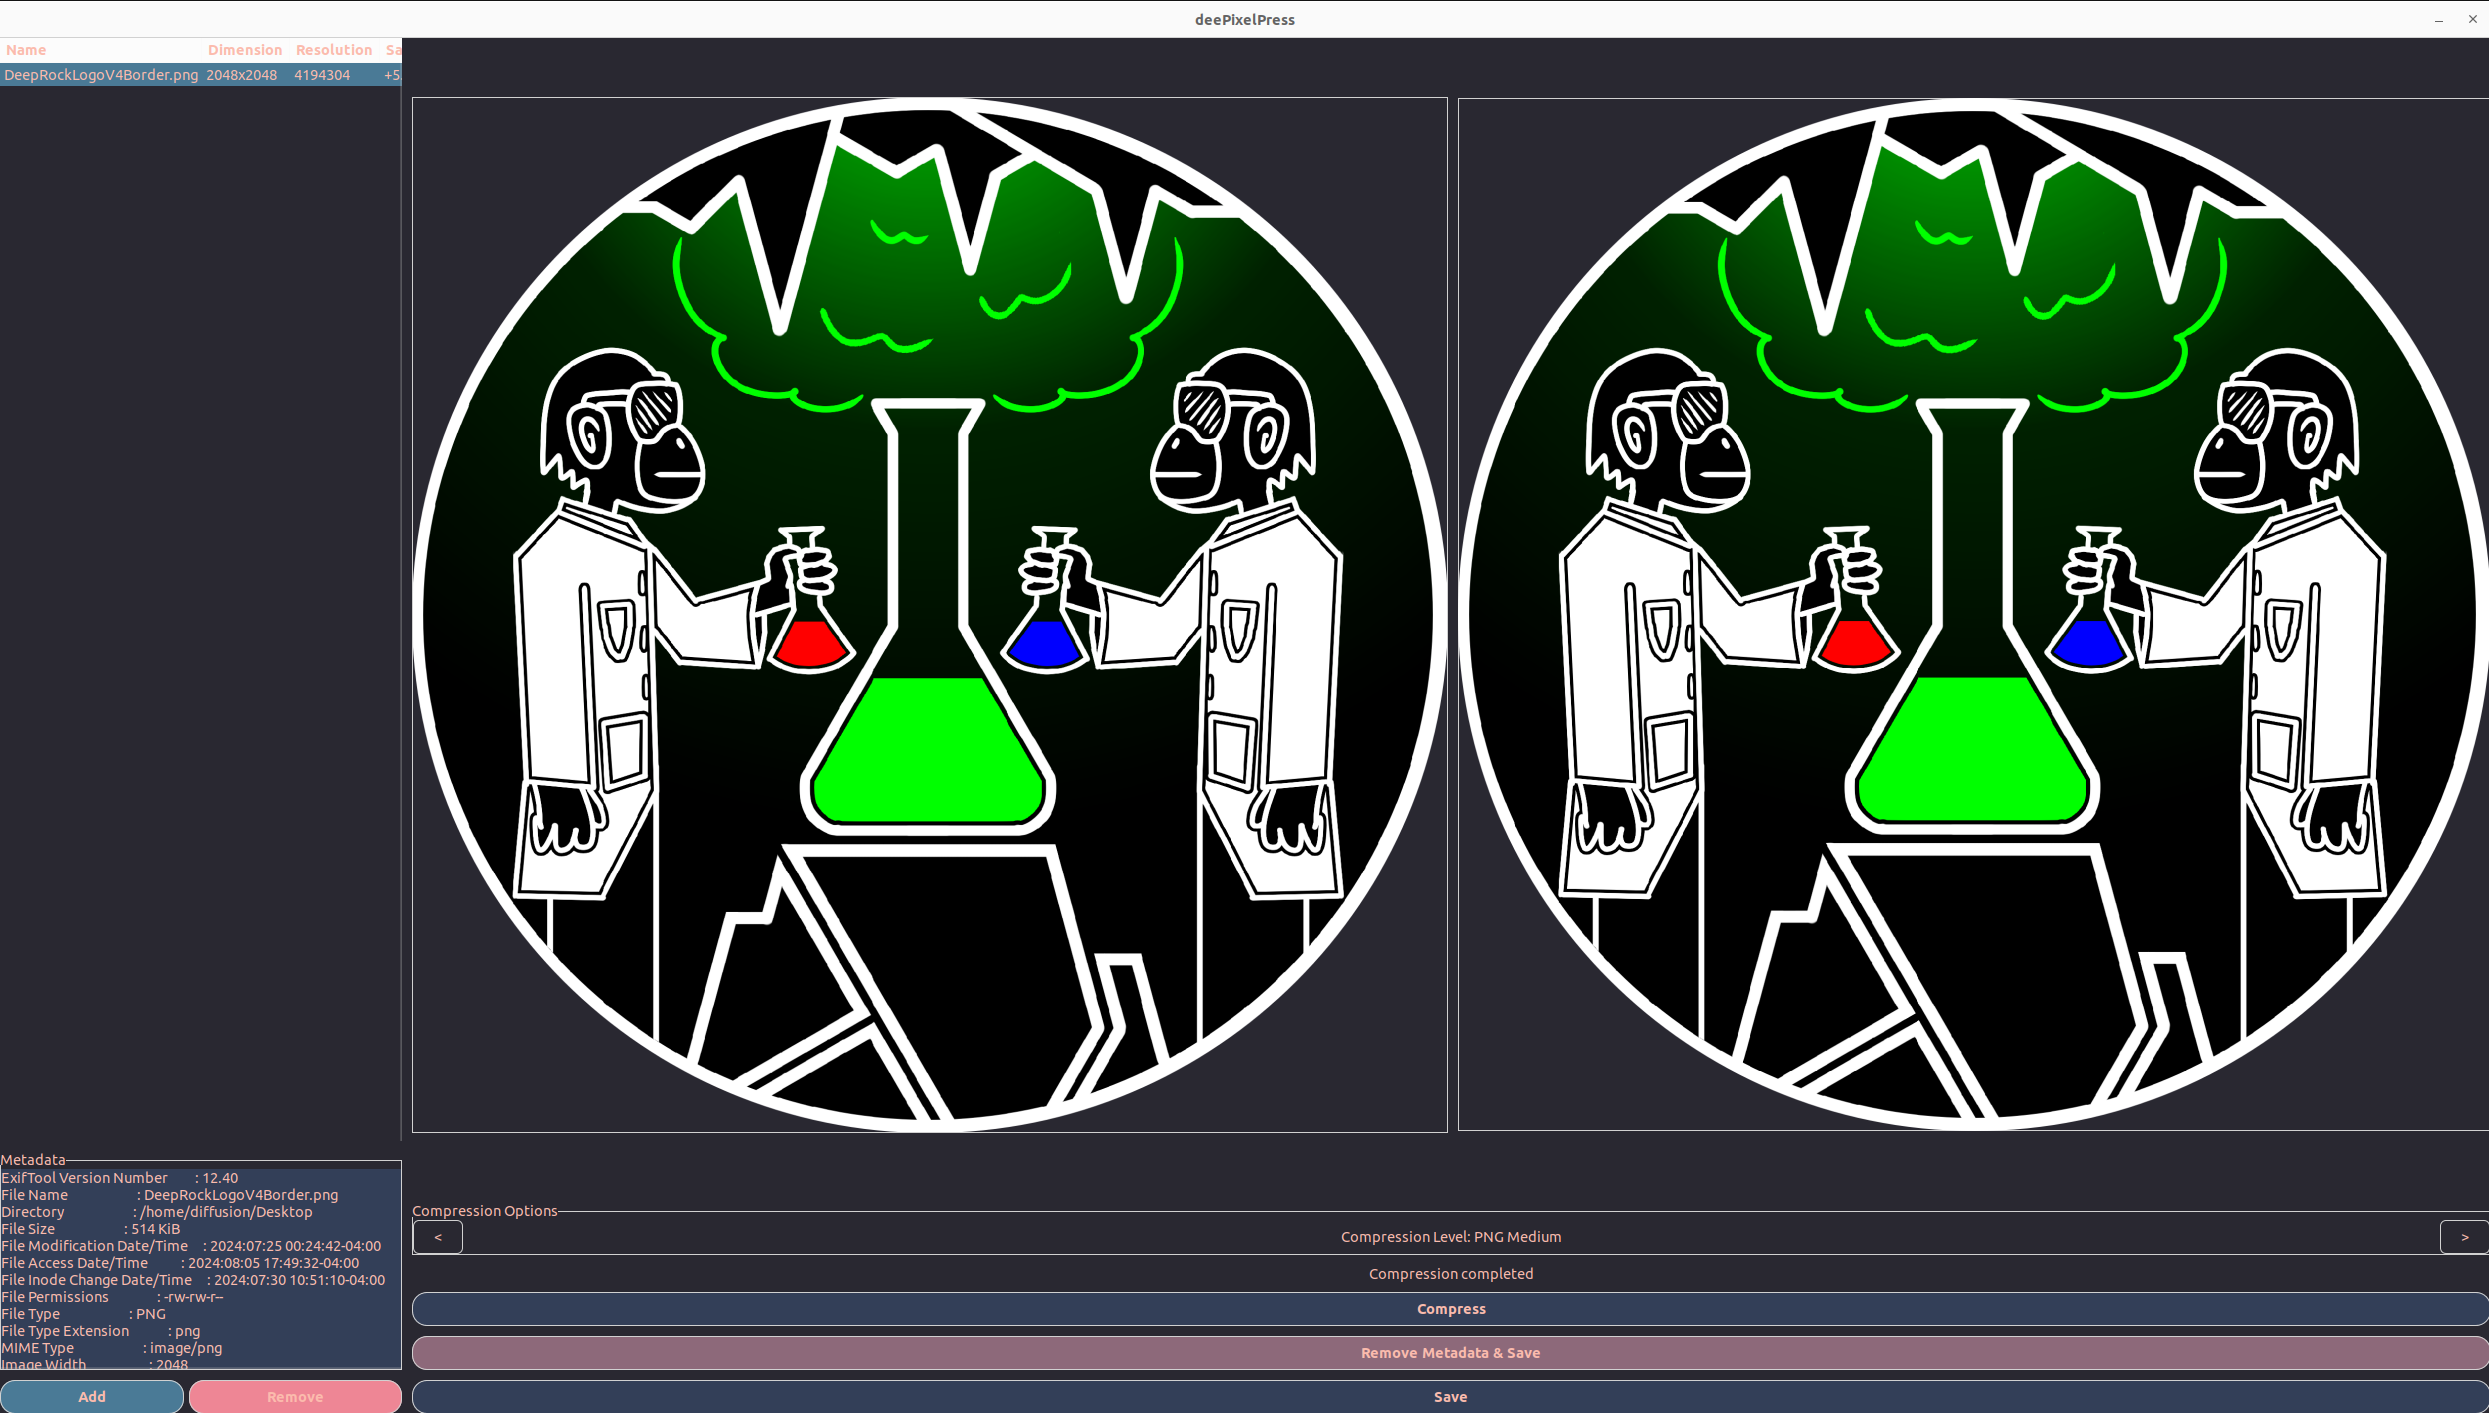 deePixelPress
Name Dimension Resolution Sa
DeepRockLogoV4Border.png 2048x2048 4194304 +5
Metadata
ExifTool Version Number : 12.40
File Name : DeepRockLogoV4Border.png
Directory : /home/diffusion/Desktop
File Size : 514 KiB
File Modification Date/Time : 2024:07:25 00:24:42-04:00
File Access Date/Time : 2024:08:05 17:49:32-04:00
File Inode Change Date/Time : 2024:07:30 10:51:10-04:00
File Permissions : -rw-rw-r--
File Type : PNG
File Type Extension : png
MIME Type : image/png
Image Width : 2048
Add Remove
Compression Options
< Compression Level: PNG Medium >
Compression completed
Compress
Remove Metadata & Save
Save